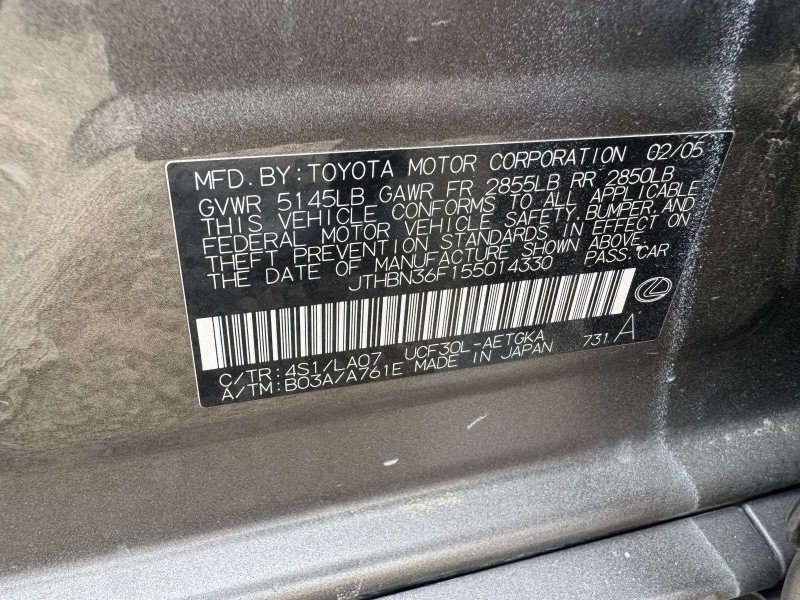 MFD. BY: TOYOTA MOTOR CORPORATION 02/05
GVWR 5145LB GAWR FR 2855LB RR 2850LB
THIS VEHICLE CONFORMS TO ALL APPLICABLE
FEDERAL MOTOR VEHICLE SAFETY, BUMPER, AND
THEFT PREVENTION STANDARDS IN EFFECT ON
THE DATE OF MANUFACTURE SHOWN ABOVE.
JTHBN36F155014330 PASS. CAR
C/TR: 4S1/LA07 UCF30L-AETGKA 731 A
A/TM: B03A/A761E MADE IN JAPAN